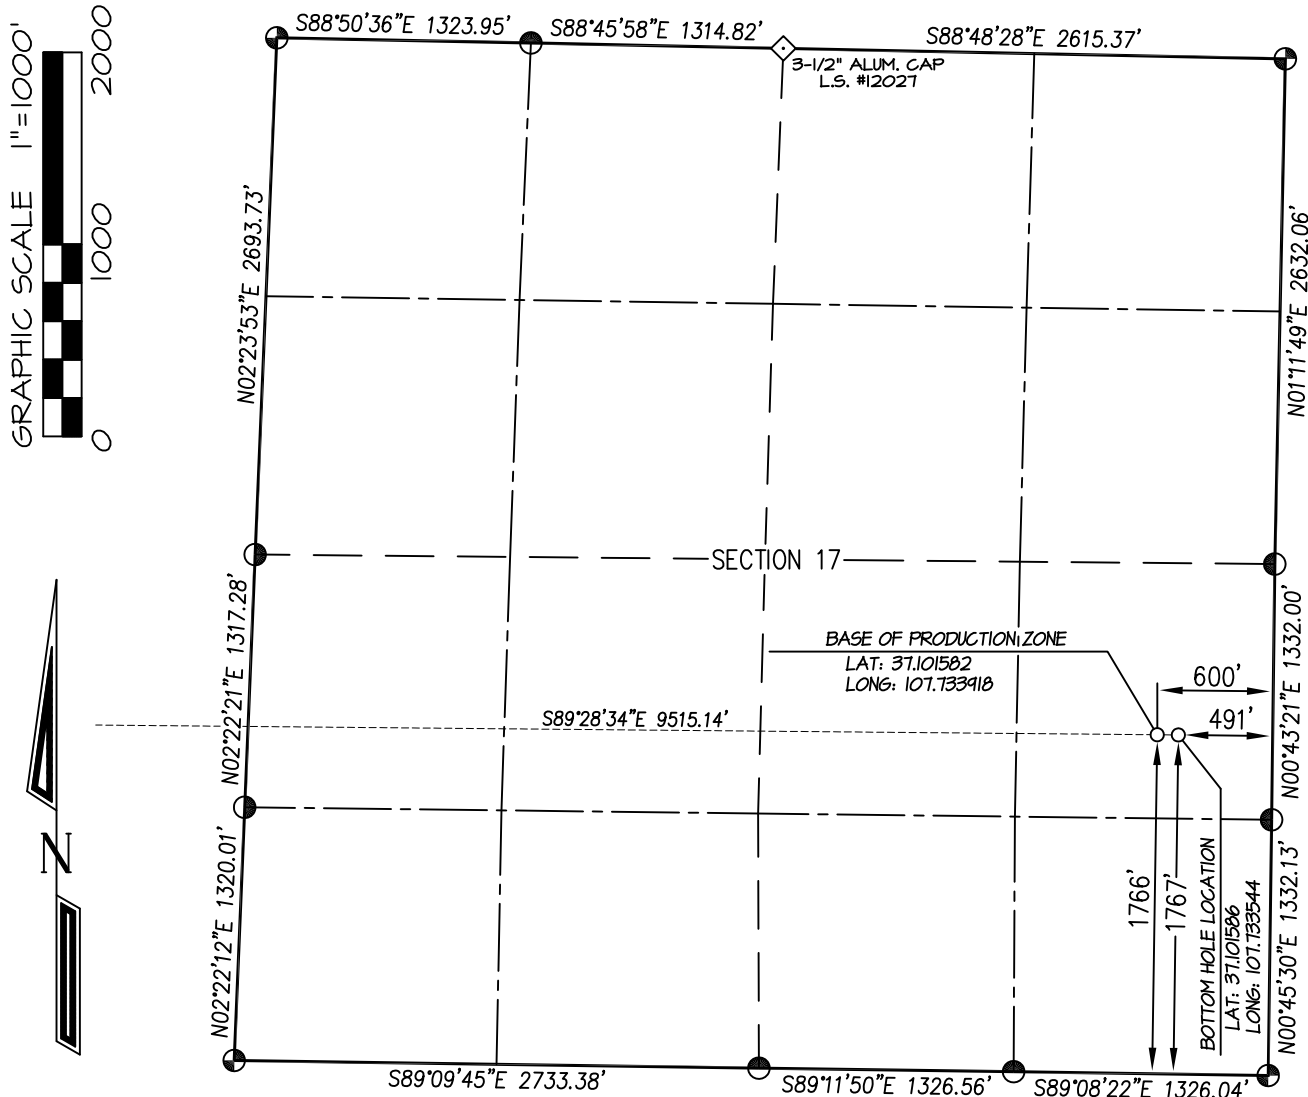 S88°50'36"E 1323.95'
S88°45'58"E 1314.82'
S88°48'28"E 2615.37'
3-1/2" ALUM. CAP
L.S. #12027
GRAPHIC SCALE 1"=1000'
0
1000
2000
N02°23'53"E 2693.73'
N01°11'49"E 2632.06'
SECTION 17
N02°22'21"E 1317.28'
N00°43'21"E 1332.00'
BASE OF PRODUCTION ZONE
LAT: 37.101582
LONG: 107.733918
600'
491'
S89°28'34"E 9515.14'
N
N02°22'12"E 1320.01'
1766'
1767'
BOTTOM HOLE LOCATION
LAT: 37.101586
LONG: 107.733544
N00°45'30"E 1332.13'
S89°09'45"E 2733.38'
S89°11'50"E 1326.56'
S89°08'22"E 1326.04'